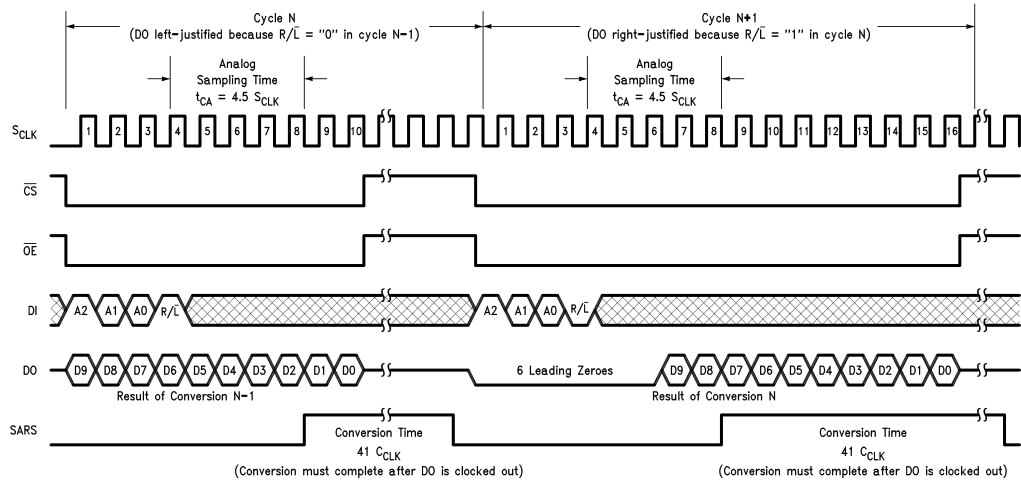 Cycle N
(DO left-justified because R/L̅ = "0" in cycle N-1)
Cycle N+1
(DO right-justified because R/L̅ = "1" in cycle N)
Analog
Sampling Time
tCA = 4.5 SCLK
Analog
Sampling Time
tCA = 4.5 SCLK
SCLK 1 2 3 4 5 6 7 8 9 10 1 2 3 4 5 6 7 8 9 10 11 12 13 14 15 16
C̅S̅
O̅E̅
DI A2 A1 A0 R/L̅ A2 A1 A0 R/L̅
DO D9 D8 D7 D6 D5 D4 D3 D2 D1 D0 6 Leading Zeroes D9 D8 D7 D6 D5 D4 D3 D2 D1 D0
Result of Conversion N-1
Result of Conversion N
SARS
Conversion Time
41 CCLK
(Conversion must complete after DO is clocked out)
Conversion Time
41 CCLK
(Conversion must complete after DO is clocked out)